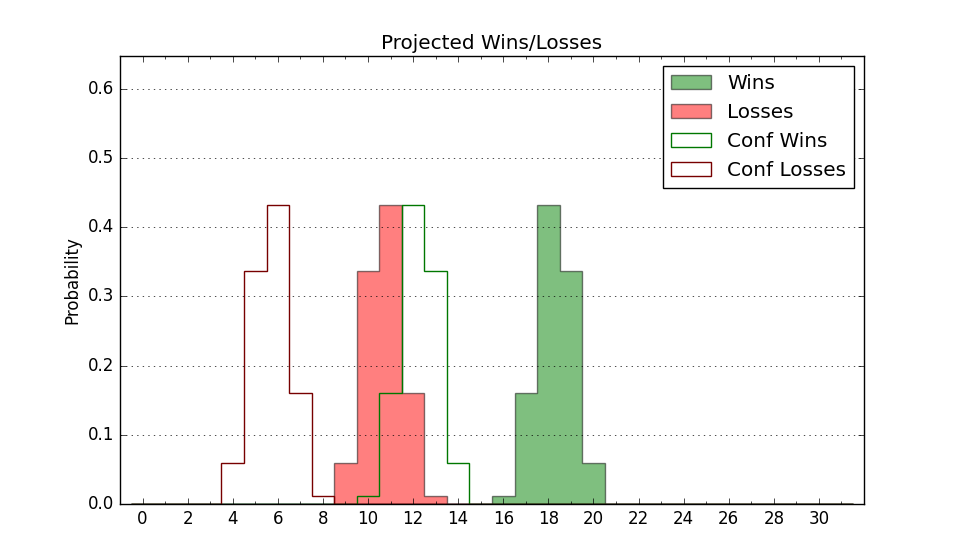 Projected Wins/Losses
Wins
Losses
Conf Wins
Conf Losses
Probability
0.6
0.5
0.4
0.3
0.2
0.1
0.0
0 2 4 6 8 10 12 14 16 18 20 22 24 26 28 30